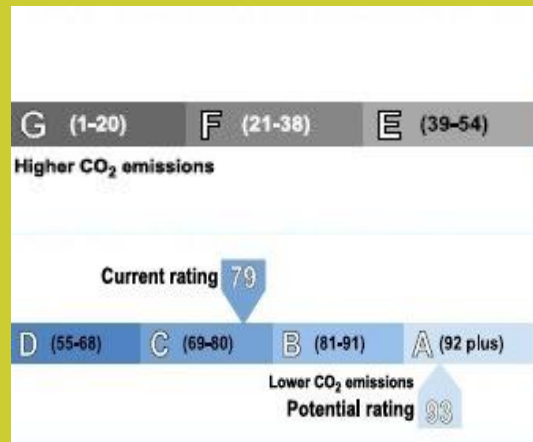 G (1-20) F (21-38) E (39-54)
Higher CO₂ emissions
Current rating 79
D (55-68) C (69-80) B (81-91) A (92 plus)
Lower CO₂ emissions
Potential rating 93